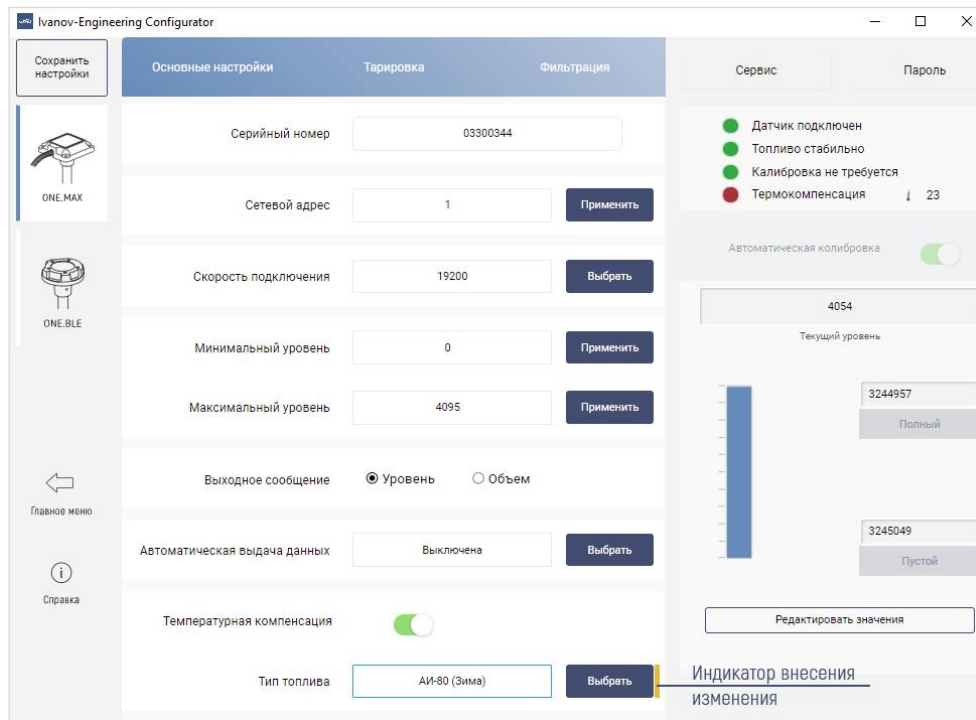 Ivanov-Engineering Configurator
Сохранить
настройки
Основные настройки
Тарировка
Фильтрация
Сервис
Пароль
ONE.MAX
ONE.BLE
Главное меню
Справка
Серийный номер
03300344
Сетевой адрес
1
Применить
Скорость подключения
19200
Выбрать
Минимальный уровень
0
Применить
Максимальный уровень
4095
Применить
Выходное сообщение
Уровень
Объем
Автоматическая выдача данных
Выключена
Выбрать
Температурная компенсация
Тип топлива
АИ-80 (Зима)
Выбрать
Датчик подключен
Топливо стабильно
Калибровка не требуется
Термокомпенсация
23
Автоматическая колибровка
4054
Текущий уровень
3244957
Полный
3245049
Пустой
Редактировать значения
Индикатор внесения
изменения